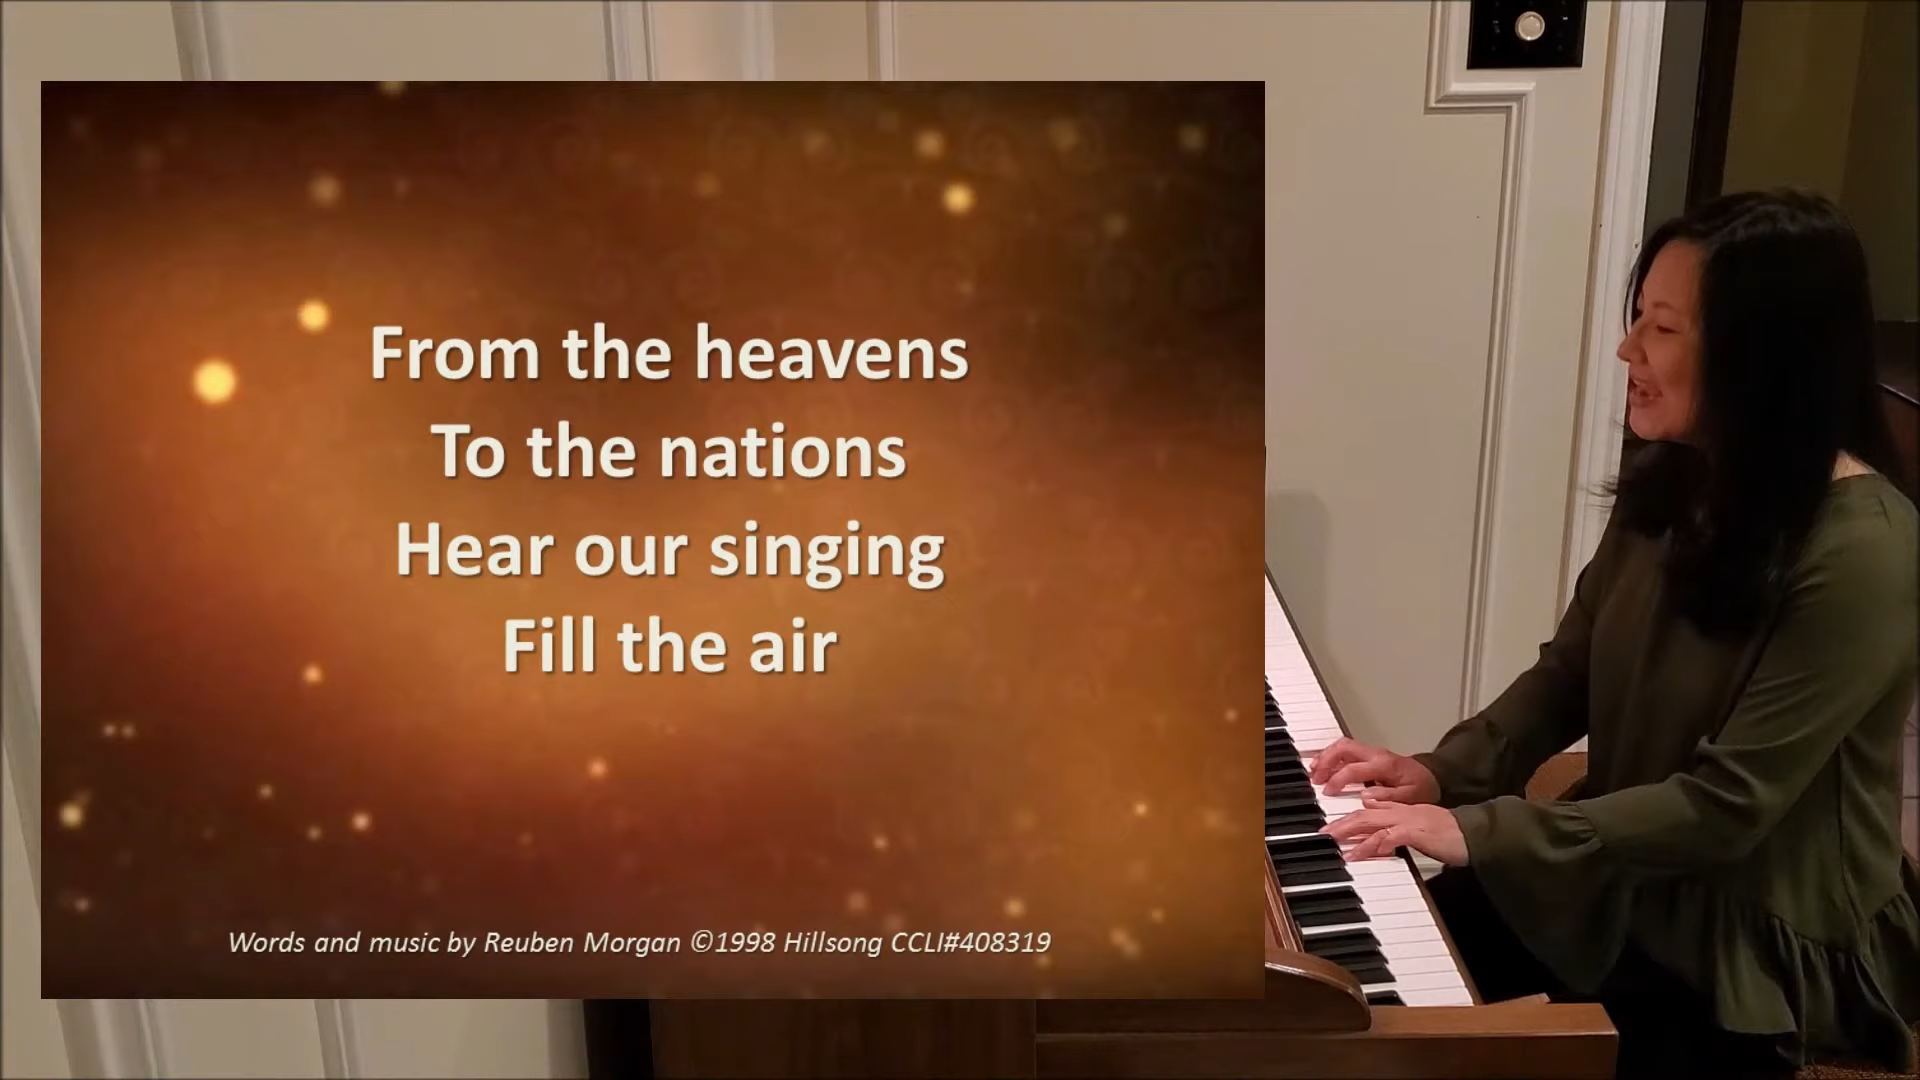 From the heavens
To the nations
Hear our singing
Fill the air
Words and music by Reuben Morgan ©1998 Hillsong CCLI#408319